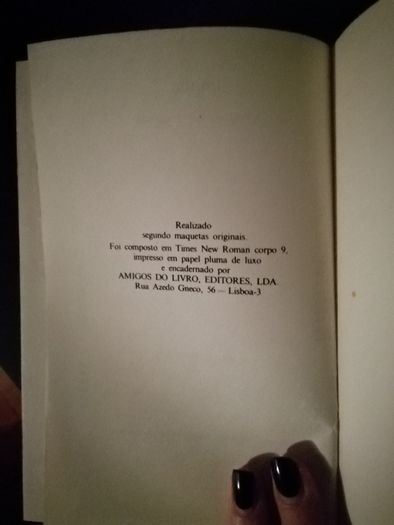 Realizado
segundo maquetas originais.
Foi composto em Times New Roman corpo 9,
impresso em papel pluma de luxo
e encadernado por
AMIGOS DO LIVRO, EDITORES, LDA.
Rua Azedo Gneco, 56 — Lisboa-3